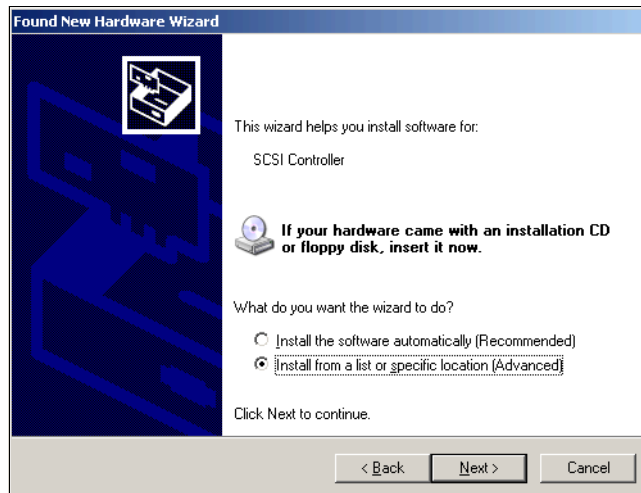 Found New Hardware Wizard
This wizard helps you install software for:
SCSI Controller
If your hardware came with an installation CD
or floppy disk, insert it now.
What do you want the wizard to do?
Install the software automatically (Recommended)
Install from a list or specific location (Advanced)
Click Next to continue.
< Back Next > Cancel